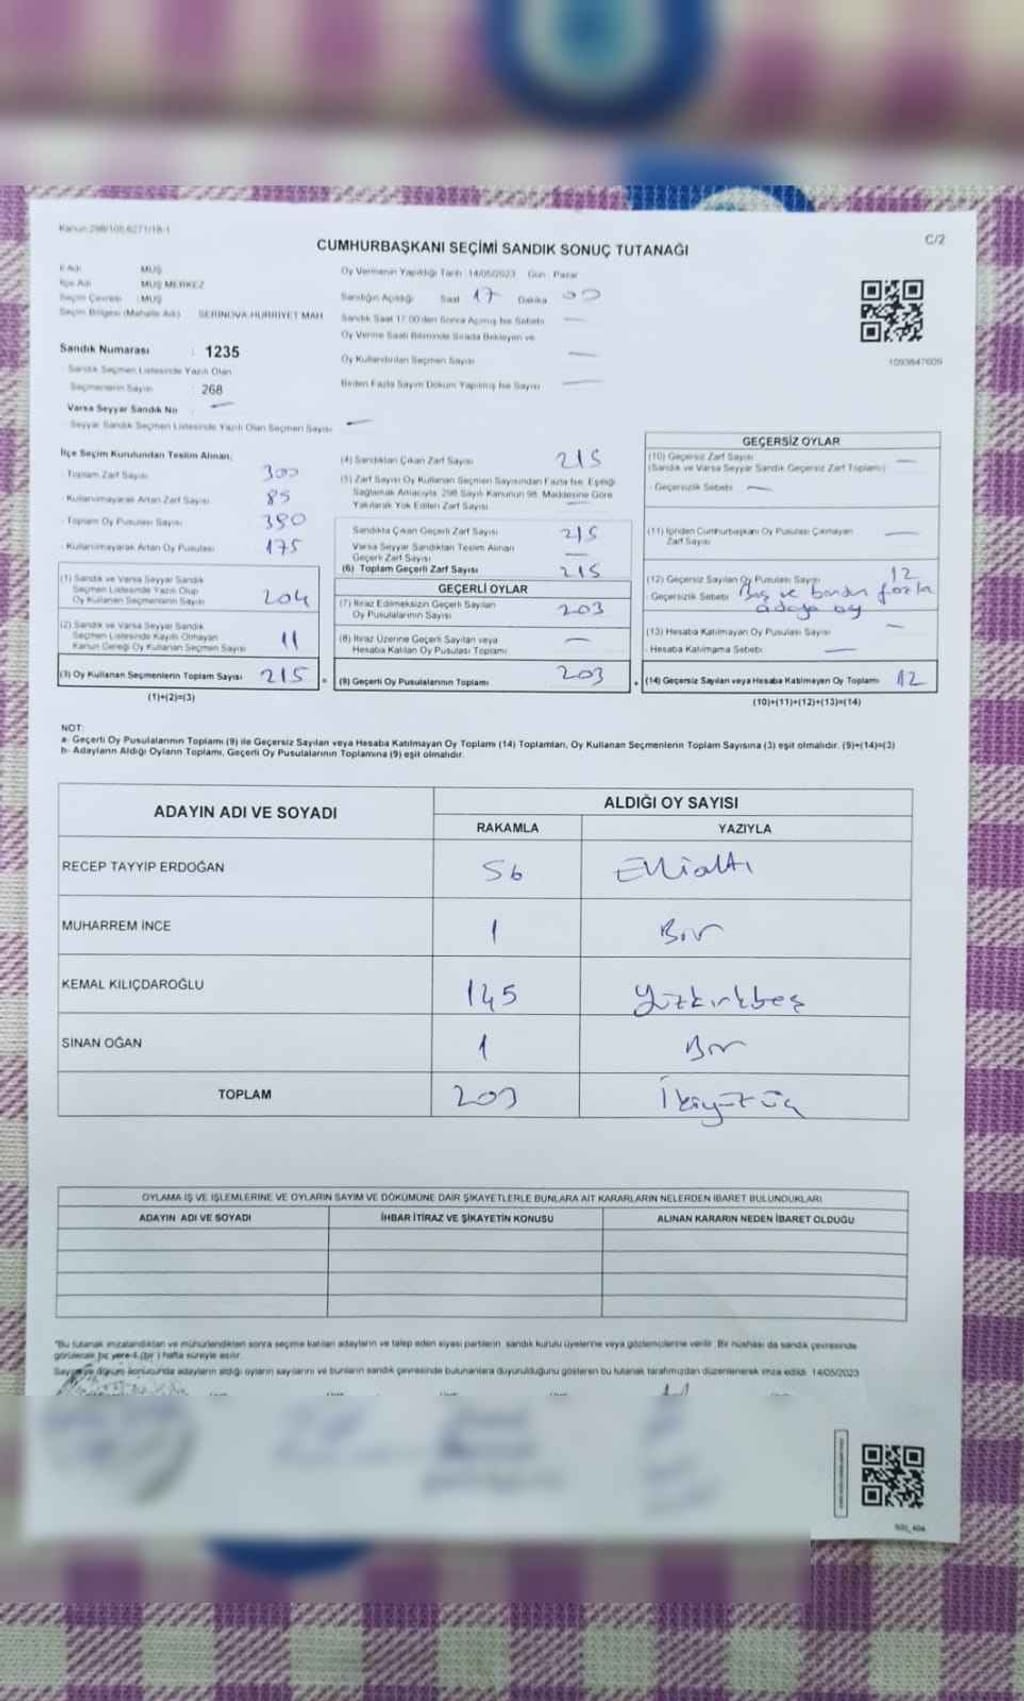 Kanun 298/105,6271/18-1
C/2
CUMHURBAŞKANI SEÇİMİ SANDIK SONUÇ TUTANAĞI
İl Adı : MUŞ
İlçe Adı : MUŞ MERKEZ
Seçim Çevresi : MUŞ
Seçim Bölgesi (Mahalle Adı) : SERİNOVA HÜRRİYET MAH
Sandık Numarası : 1235
Sandık Seçmen Listesinde Yazılı Olan
Seçmenlerin Sayısı : 268
Varsa Seyyar Sandık No : —
Seyyar Sandık Seçmen Listesinde Yazılı Olan Seçmen Sayısı —
Oy Vermenin Yapıldığı Tarih : 14/05/2023 Gün : Pazar
Sandığın Açıldığı Saat 17 Dakika 00
Sandık Saat 17:00'den Sonra Açılmış İse Sebebi —
Oy Verme Saati Bitiminde Sırada Bekleyen ve
Oy Kullandırılan Seçmen Sayısı —
Birden Fazla Sayım Döküm Yapılmış İse Sayısı —
1093847609
İlçe Seçim Kurulundan Teslim Alınan;
- Toplam Zarf Sayısı 300
- Kullanılmayarak Artan Zarf Sayısı 85
- Toplam Oy Pusulası Sayısı 390
- Kullanılmayarak Artan Oy Pusulası 175
(1) Sandık ve Varsa Seyyar Sandık
Seçmen Listesinde Yazılı Olup
Oy Kullanan Seçmenlerin Sayısı 204
(2) Sandık ve Varsa Seyyar Sandık
Seçmen Listesinde Kayıtlı Olmayan
Kanun Gereği Oy Kullanan Seçmen Sayısı 11
(3) Oy Kullanan Seçmenlerin Toplam Sayısı 215
(1)+(2)=(3)
(4) Sandıktan Çıkan Zarf Sayısı 215
(5) Zarf Sayısı Oy Kullanan Seçmen Sayısından Fazla İse, Eşitliği
Sağlamak Amacıyla 298 Sayılı Kanunun 98. Maddesine Göre
Yakılarak Yok Edilen Zarf Sayısı —
Sandıkta Çıkan Geçerli Zarf Sayısı 215
Varsa Seyyar Sandıktan Teslim Alınan
Geçerli Zarf Sayısı —
(6) Toplam Geçerli Zarf Sayısı 215
GEÇERLİ OYLAR
(7) İtiraz Edilmeksizin Geçerli Sayılan
Oy Pusulalarının Sayısı 203
(8) İtiraz Üzerine Geçerli Sayılan veya
Hesaba Katılan Oy Pusulası Toplamı —
(9) Geçerli Oy Pusulalarının Toplamı 203
GEÇERSİZ OYLAR
(10) Geçersiz Zarf Sayısı
(Sandık ve Varsa Seyyar Sandık Geçersiz Zarf Toplamı) —
- Geçersizlik Sebebi —
(11) İçinden Cumhurbaşkanı Oy Pusulası Çıkmayan
Zarf Sayısı —
(12) Geçersiz Sayılan Oy Pusulası Sayısı 12
- Geçersizlik Sebebi Boş ve birden fazla
adaya oy
(13) Hesaba Katılmayan Oy Pusulası Sayısı —
- Hesaba Katılmama Sebebi —
(14) Geçersiz Sayılan veya Hesaba Katılmayan Oy Toplamı 12
(10)+(11)+(12)+(13)=(14)
NOT:
a- Geçerli Oy Pusulalarının Toplamı (9) ile Geçersiz Sayılan veya Hesaba Katılmayan Oy Toplamı (14) Toplamları, Oy Kullanan Seçmenlerin Toplam Sayısına (3) eşit olmalıdır. (9)+(14)=(3)
b- Adayların Aldığı Oyların Toplamı, Geçerli Oy Pusulalarının Toplamına (9) eşit olmalıdır.
ADAYIN ADI VE SOYADI
ALDIĞI OY SAYISI
RAKAMLA YAZIYLA
RECEP TAYYİP ERDOĞAN 56 Ellialtı
MUHARREM İNCE 1 Bir
KEMAL KILIÇDAROĞLU 145 Yüzkırkbeş
SİNAN OĞAN 1 Bir
TOPLAM 203 İkiyüzüç
OYLAMA İŞ VE İŞLEMLERİNE VE OYLARIN SAYIM VE DÖKÜMÜNE DAİR ŞİKAYETLERLE BUNLARA AİT KARARLARIN NELERDEN İBARET BULUNDUKLARI
ADAYIN ADI VE SOYADI İHBAR İTİRAZ VE ŞİKAYETİN KONUSU ALINAN KARARIN NEDEN İBARET OLDUĞU
*Bu tutanak imzalandıktan ve mühürlendikten sonra seçime katılan adayların ve talep eden siyasi partilerin sandık kurulu üyelerine veya gözlemcilerine verilir. Bir nüshası da sandık çevresinde
görülecek bir yere 1 (bir) hafta süreyle asılır.
Sayım ve döküm sonucunda adayların aldığı oyların sayılarını ve bunların sandık çevresinde bulunanlara duyurulduğunu gösteren bu tutanak tarafımızdan düzenlenerek imza edildi. 14/05/2023